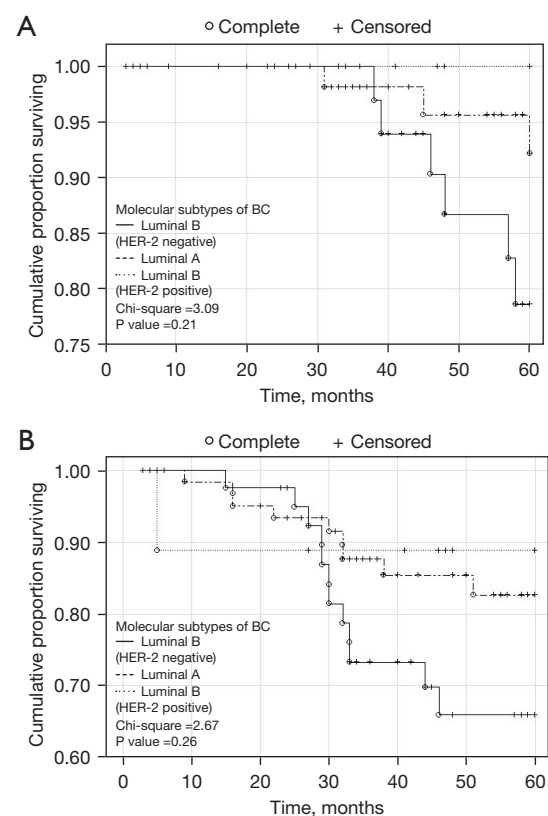 A
Complete + Censored
1.00
0.95
0.90
0.85
0.80
0.75
Cumulative proportion surviving
Molecular subtypes of BC
Luminal B
(HER-2 negative)
Luminal A
Luminal B
(HER-2 positive)
Chi-square =3.09
P value =0.21
0 10 20 30 40 50 60
Time, months
B
Complete + Censored
1.00
0.90
0.80
0.70
0.60
Cumulative proportion surviving
Molecular subtypes of BC
Luminal B
(HER-2 negative)
Luminal A
Luminal B
(HER-2 positive)
Chi-square =2.67
P value =0.26
0 10 20 30 40 50 60
Time, months